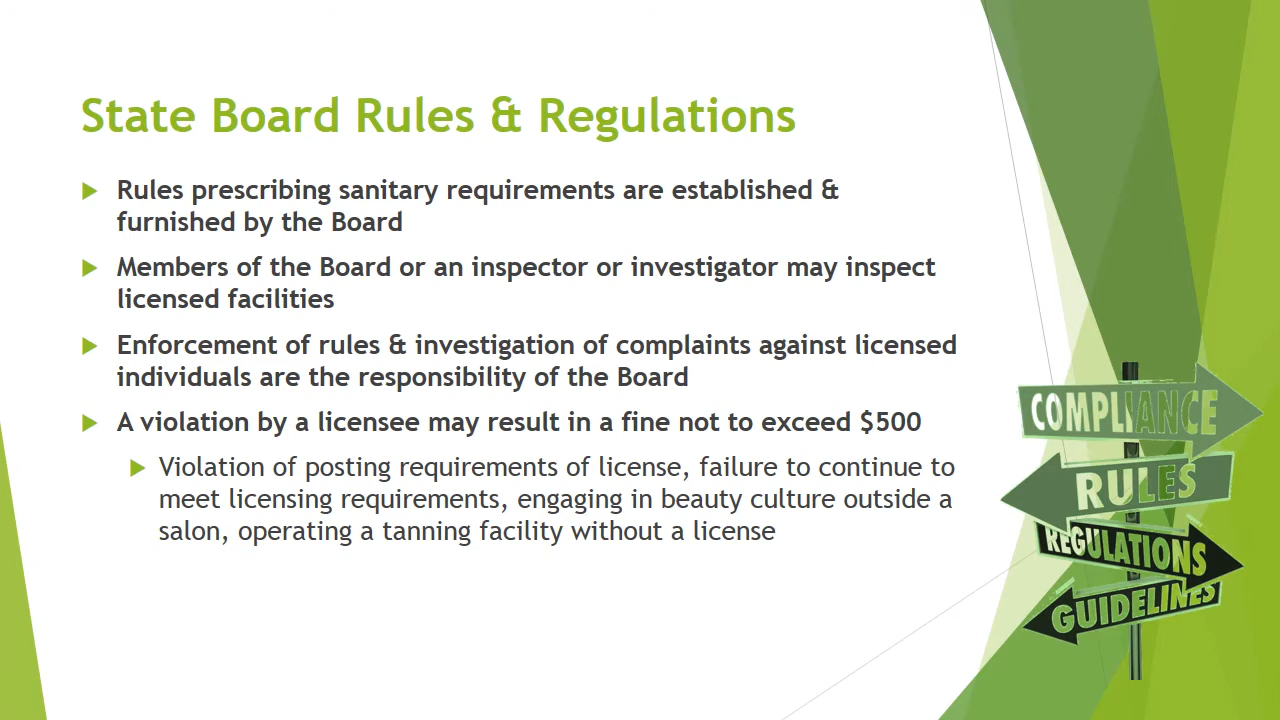 State Board Rules & Regulations
Rules prescribing sanitary requirements are established &
furnished by the Board
Members of the Board or an inspector or investigator may inspect
licensed facilities
Enforcement of rules & investigation of complaints against licensed
individuals are the responsibility of the Board
A violation by a licensee may result in a fine not to exceed $500
Violation of posting requirements of license, failure to continue to
meet licensing requirements, engaging in beauty culture outside a
salon, operating a tanning facility without a license
COMPLIANCE
RULES
REGULATIONS
GUIDELINES